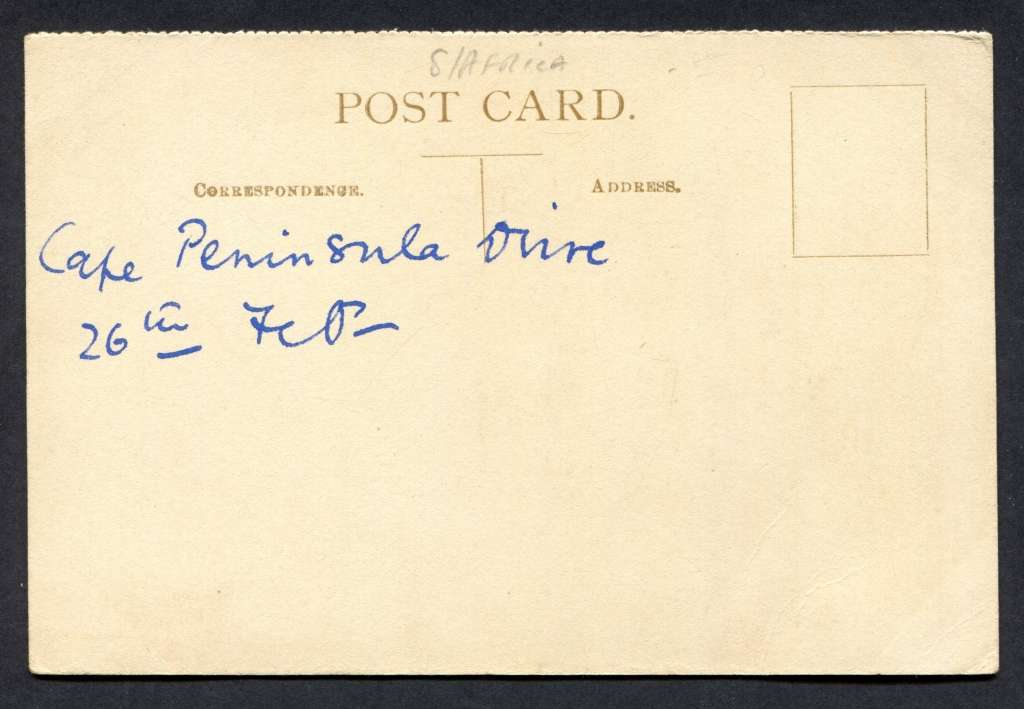 S/AFRICA
POST CARD.
CORRESPONDENCE.
ADDRESS.
Cape Peninsula Drive
26th Feb